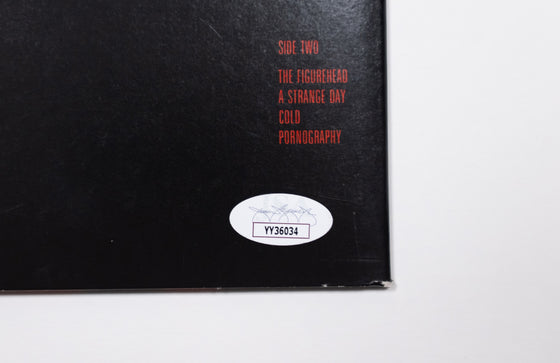 SIDE TWO
THE FIGUREHEAD
A STRANGE DAY
COLD
PORNOGRAPHY
YY36034